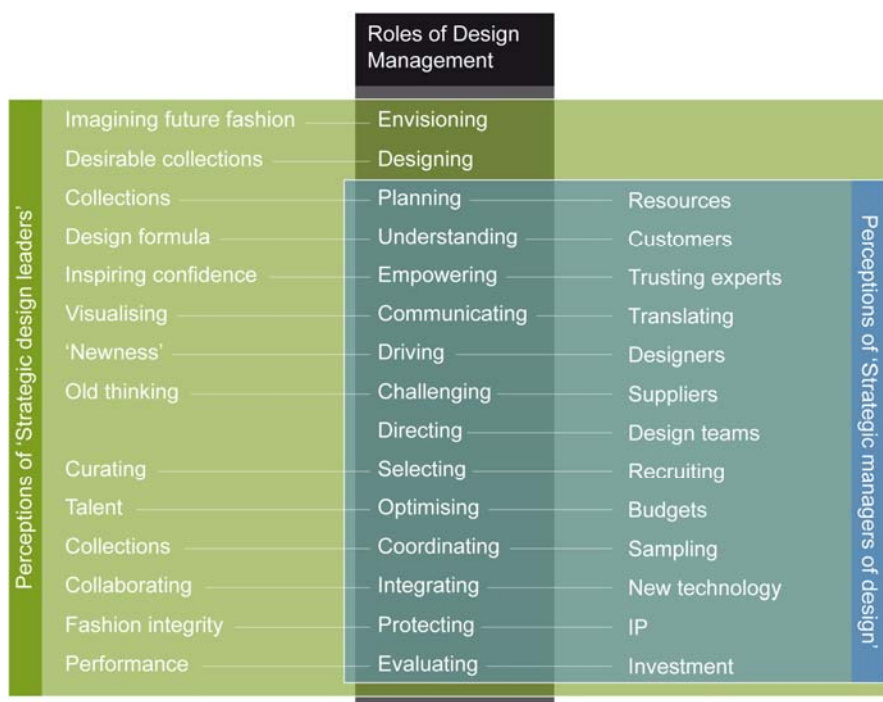 Roles of Design
Management
Perceptions of ‘Strategic design leaders’
Imagining future fashion Envisioning
Desirable collections Designing
Collections Planning Resources
Design formula Understanding Customers
Inspiring confidence Empowering Trusting experts
Visualising Communicating Translating
‘Newness’ Driving Designers
Old thinking Challenging Suppliers
Directing Design teams
Curating Selecting Recruiting
Talent Optimising Budgets
Collections Coordinating Sampling
Collaborating Integrating New technology
Fashion integrity Protecting IP
Performance Evaluating Investment
Perceptions of ‘Strategic managers of design’